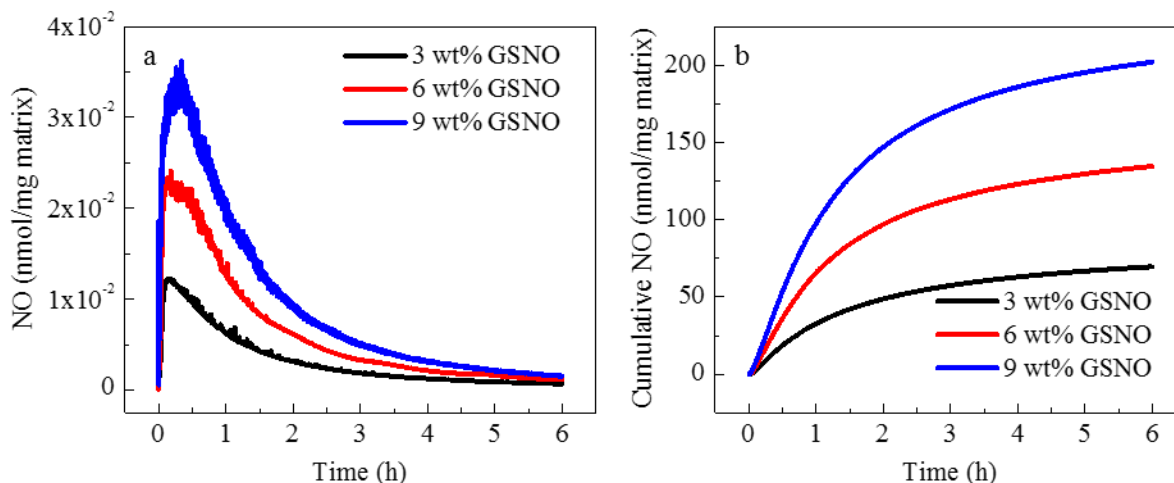 a
3 wt% GSNO
6 wt% GSNO
9 wt% GSNO
NO (nmol/mg matrix)
4x10⁻²
3x10⁻²
2x10⁻²
1x10⁻²
0
0 1 2 3 4 5 6
Time (h)
b
Cumulative NO (nmol/mg matrix)
200
150
100
50
0
3 wt% GSNO
6 wt% GSNO
9 wt% GSNO
0 1 2 3 4 5 6
Time (h)